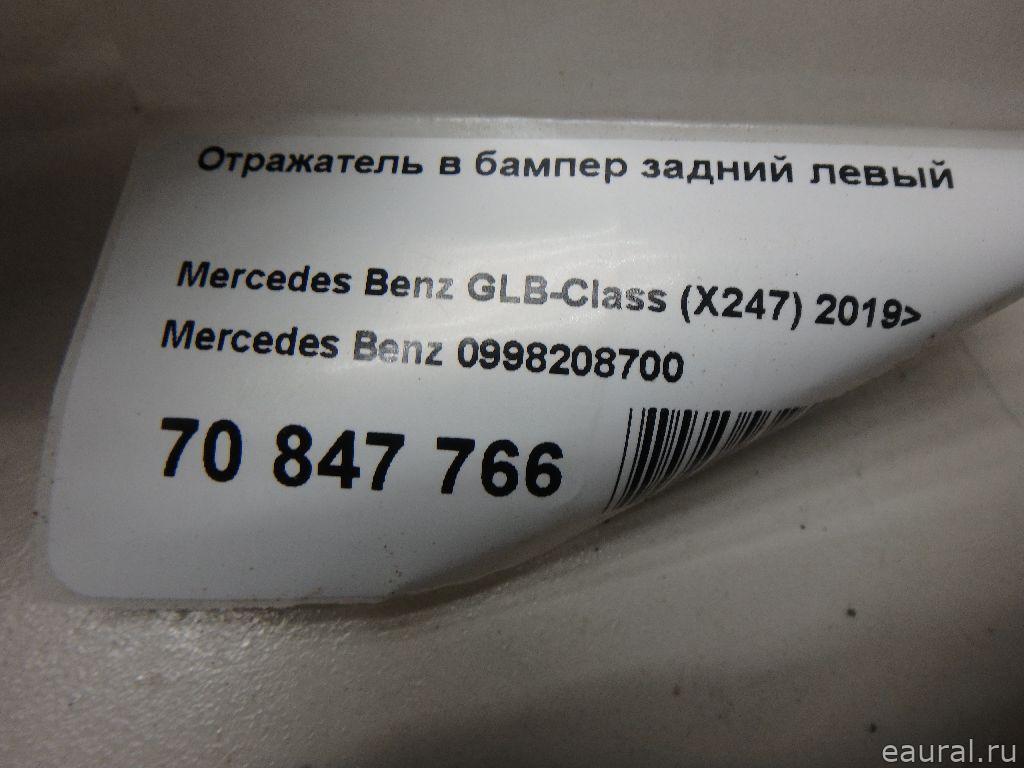 Отражатель в бампер задний левый
Mercedes Benz GLB-Class (X247) 2019>
Mercedes Benz 0998208700
70 847 766
eaural.ru